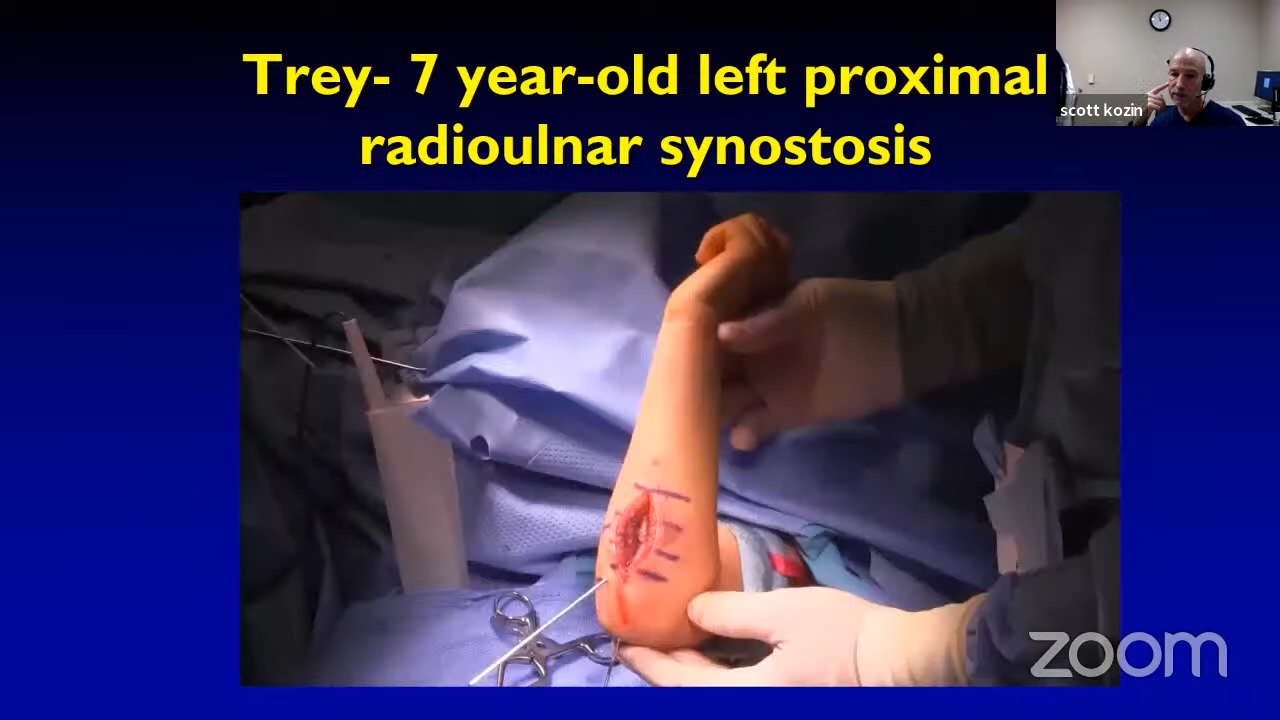 Trey- 7 year-old left proximal
radioulnar synostosis
scott kozin
zoom